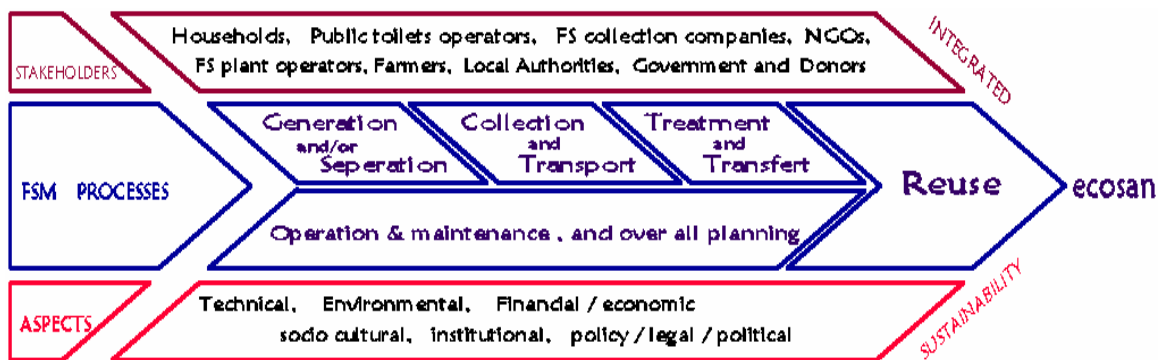 STAKEHOLDERS
Households, Public toilets operators, FS collection companies, NGOs,
FS plant operators, Farmers, Local Authorities, Government and Donors
INTEGRATED
FSM PROCESSES
Generation
and/or
Seperation
Collection
and
Transport
Treatment
and
Transfert
Operation & maintenance , and over all planning
Reuse
ecosan
ASPECTS
Technical, Environmental, Financial / economic
socio cultural, institutional, policy / legal / political
SUSTAINABILITY